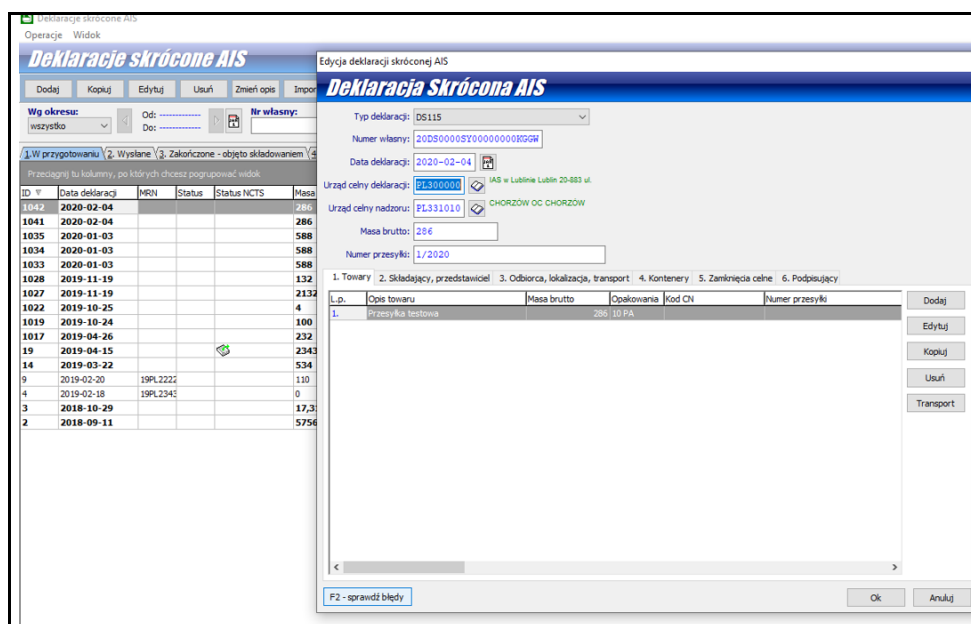 Deklaracje skrócone AIS
Operacje Widok
Deklaracje skrócone AIS
Dodaj Kopiuj Edytuj Usuń Zmień opis Impor
Wg okresu: Od: Nr własny:
wszystko Do:
1.W przygotowaniu 2. Wysłane 3. Zakończone - objęto składowaniem 4
Przeciągnij tu kolumny, po których chcesz pogrupować widok
ID Data deklaracji MRN Status Status NCTS Masa
1042 2020-02-04 286
1041 2020-02-04 286
1035 2020-01-03 588
1034 2020-01-03 588
1033 2020-01-03 588
1028 2019-11-19 132
1027 2019-11-19 2132
1022 2019-10-25 4
1019 2019-10-24 100
1017 2019-04-26 232
19 2019-04-15 2343
14 2019-03-22 534
9 2019-02-20 19PL2222 110
4 2019-02-18 19PL2343 0
3 2018-10-29 17,3
2 2018-09-11 5756
Edycja deklaracji skróconej AIS
Deklaracja Skrócona AIS
Typ deklaracji: DS115
Numer własny: 20DS0000SY00000000KGGW
Data deklaracji: 2020-02-04
Urząd celny deklaracji: PL300000 IAS w Lublinie Lublin 20-883 ul.
Urząd celny nadzoru: PL331010 CHORZÓW OC CHORZÓW
Masa brutto: 286
Numer przesyłki: 1/2020
1. Towary 2. Składający, przedstawiciel 3. Odbiorca, lokalizacja, transport 4. Kontenery 5. Zamknięcia celne 6. Podpisujący
L.p. Opis towaru Masa brutto Opakowania Kod CN Numer przesyłki
1. Przesyłka testowa 286 10 PA
Dodaj
Edytuj
Kopiuj
Usuń
Transport
F2 - sprawdź błędy Ok Anuluj